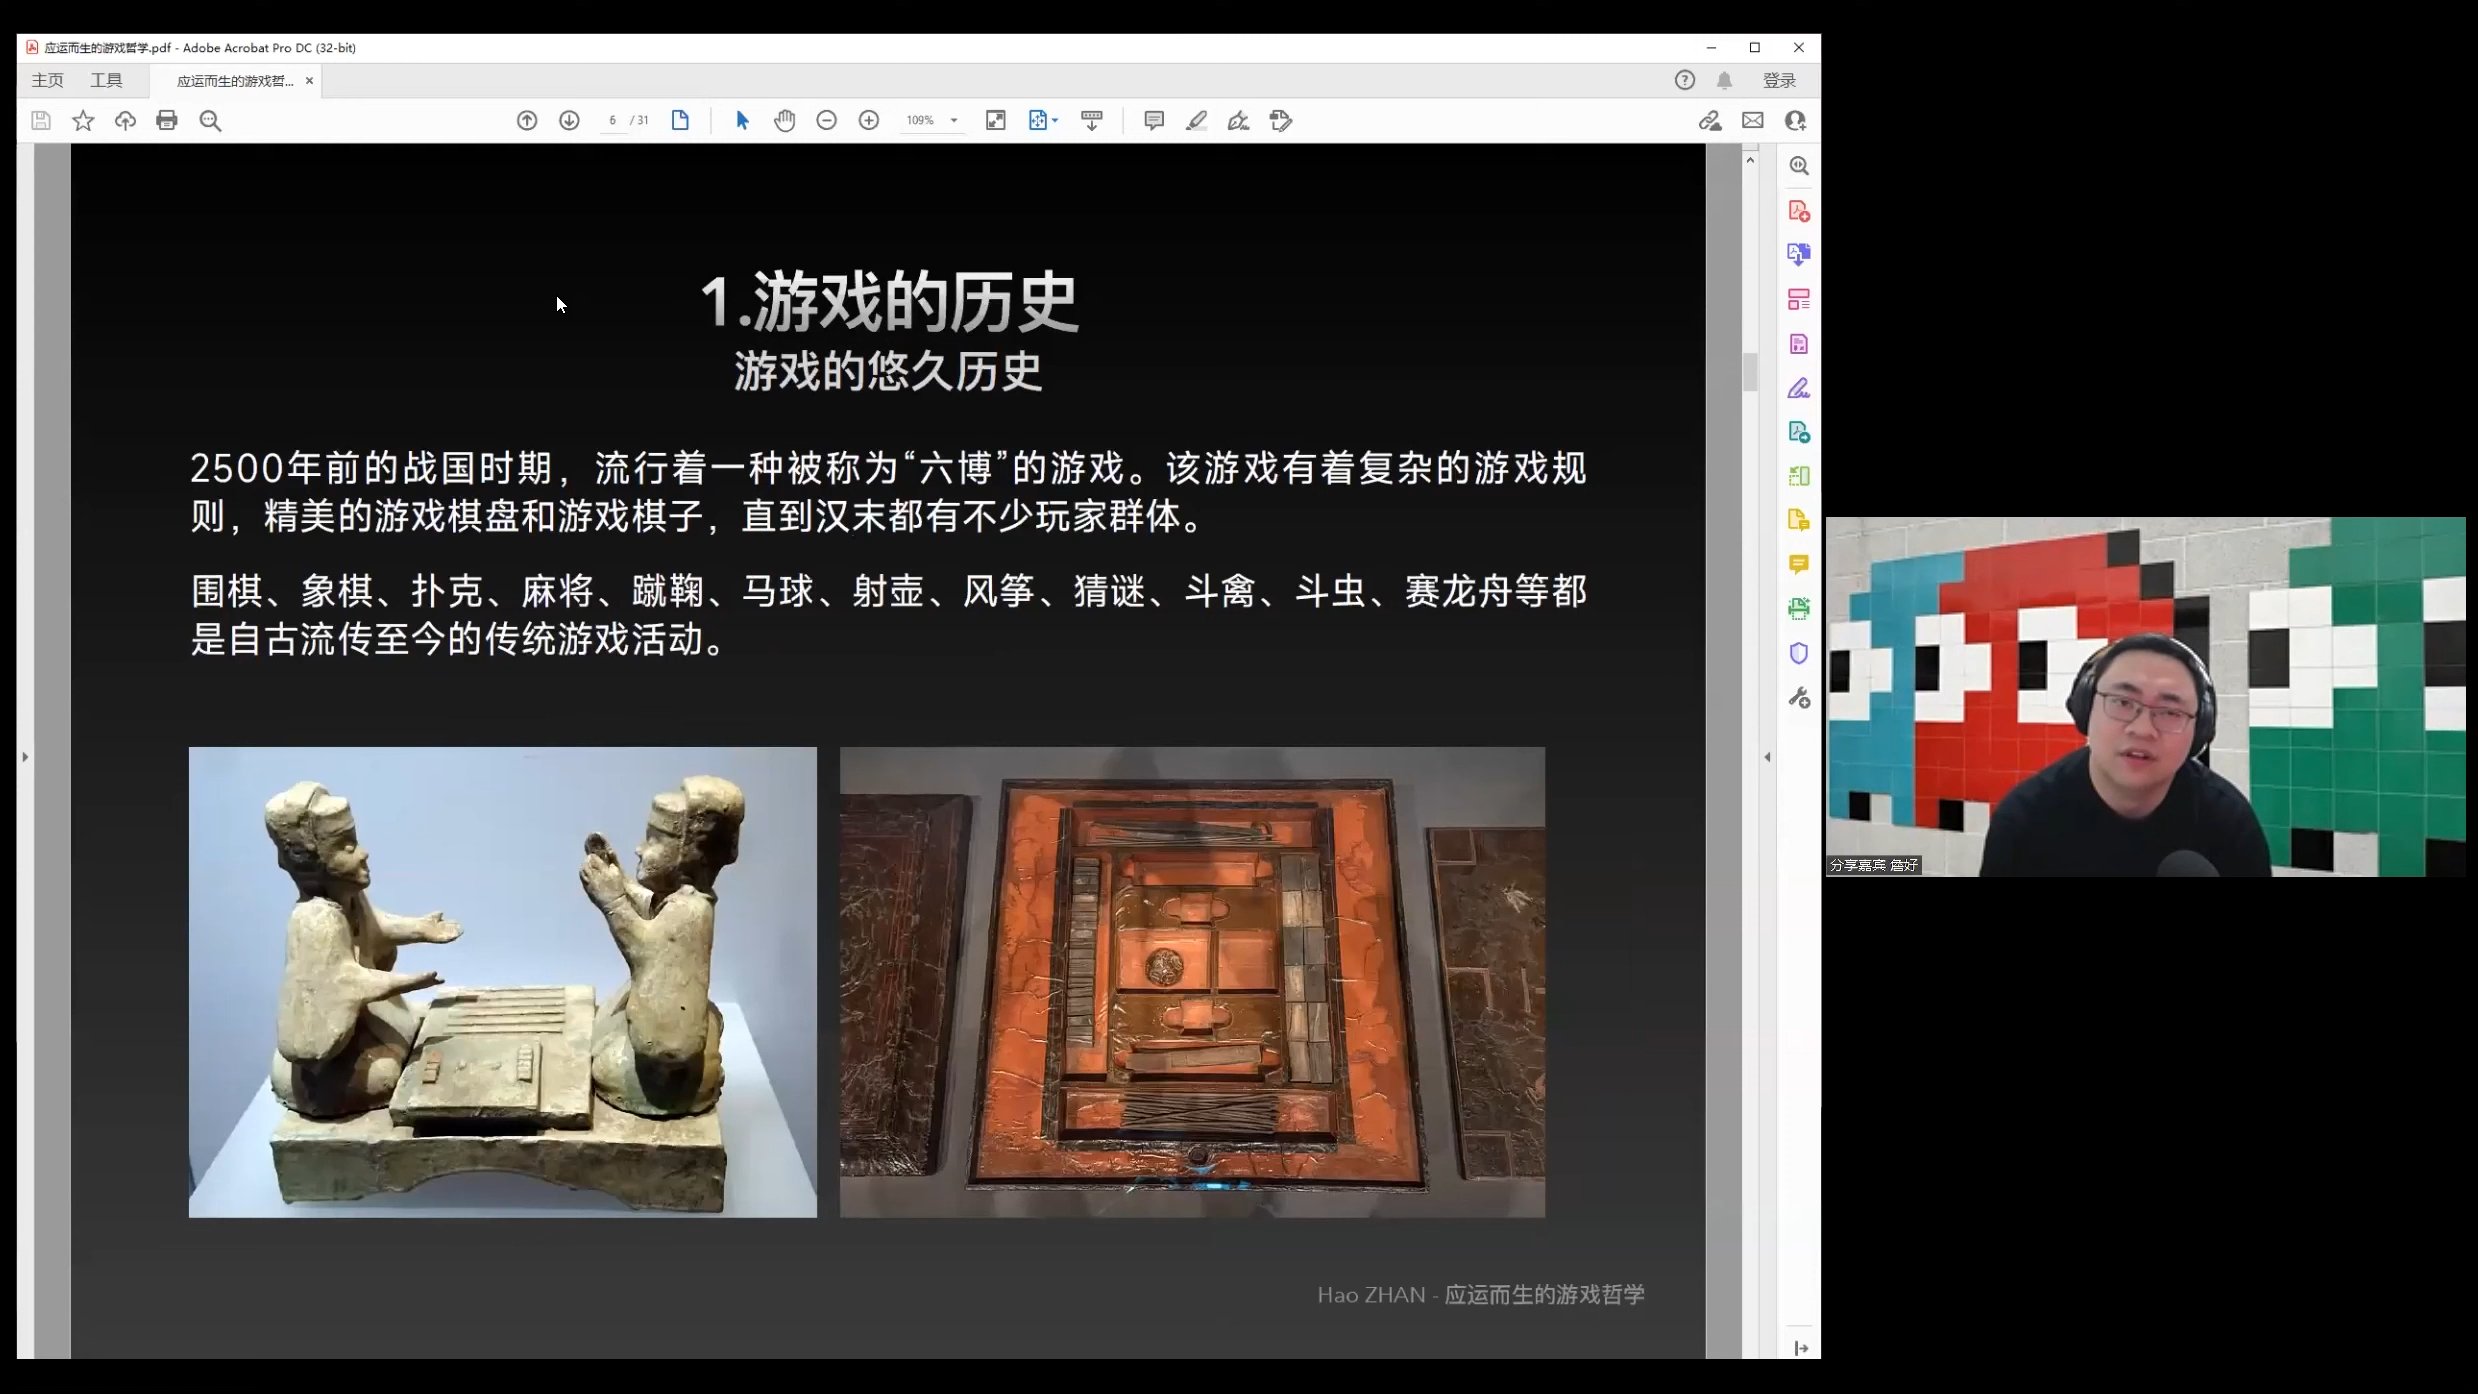 应运而生的游戏哲学.pdf - Adobe Acrobat Pro DC (32-bit)
主页 工具 应运而生的游戏哲... × 登录
6 / 31 109%
1.游戏的历史
游戏的悠久历史
2500年前的战国时期，流行着一种被称为“六博”的游戏。该游戏有着复杂的游戏规
则，精美的游戏棋盘和游戏棋子，直到汉末都有不少玩家群体。
围棋、象棋、扑克、麻将、蹴鞠、马球、射壶、风筝、猜谜、斗禽、斗虫、赛龙舟等都
是自古流传至今的传统游戏活动。
Hao ZHAN - 应运而生的游戏哲学
分享嘉宾 詹好